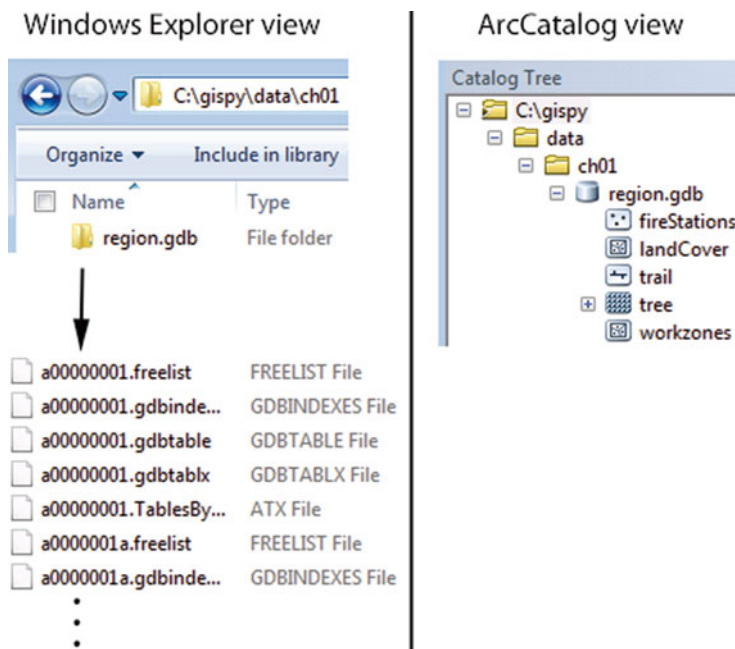 Windows Explorer view
C:\gispy\data\ch01
Organize Include in library
Name Type
region.gdb File folder
a00000001.freelist FREELIST File
a00000001.gdbinde... GDBINDEXES File
a00000001.gdbtable GDBTABLE File
a00000001.gdbtablx GDBTABLX File
a00000001.TablesBy... ATX File
a0000001a.freelist FREELIST File
a0000001a.gdbinde... GDBINDEXES File
ArcCatalog view
Catalog Tree
C:\gispy
data
ch01
region.gdb
fireStations
landCover
trail
tree
workzones